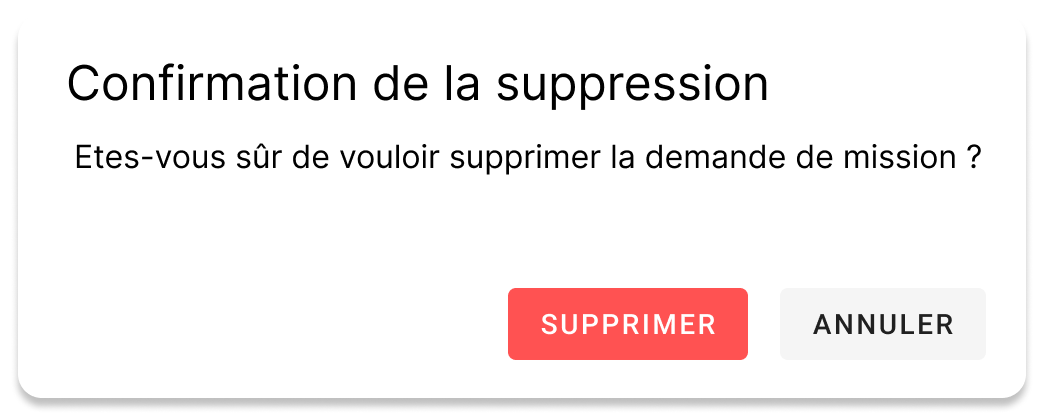 Confirmation de la suppression
Etes-vous sûr de vouloir supprimer la demande de mission ?
SUPPRIMER ANNULER